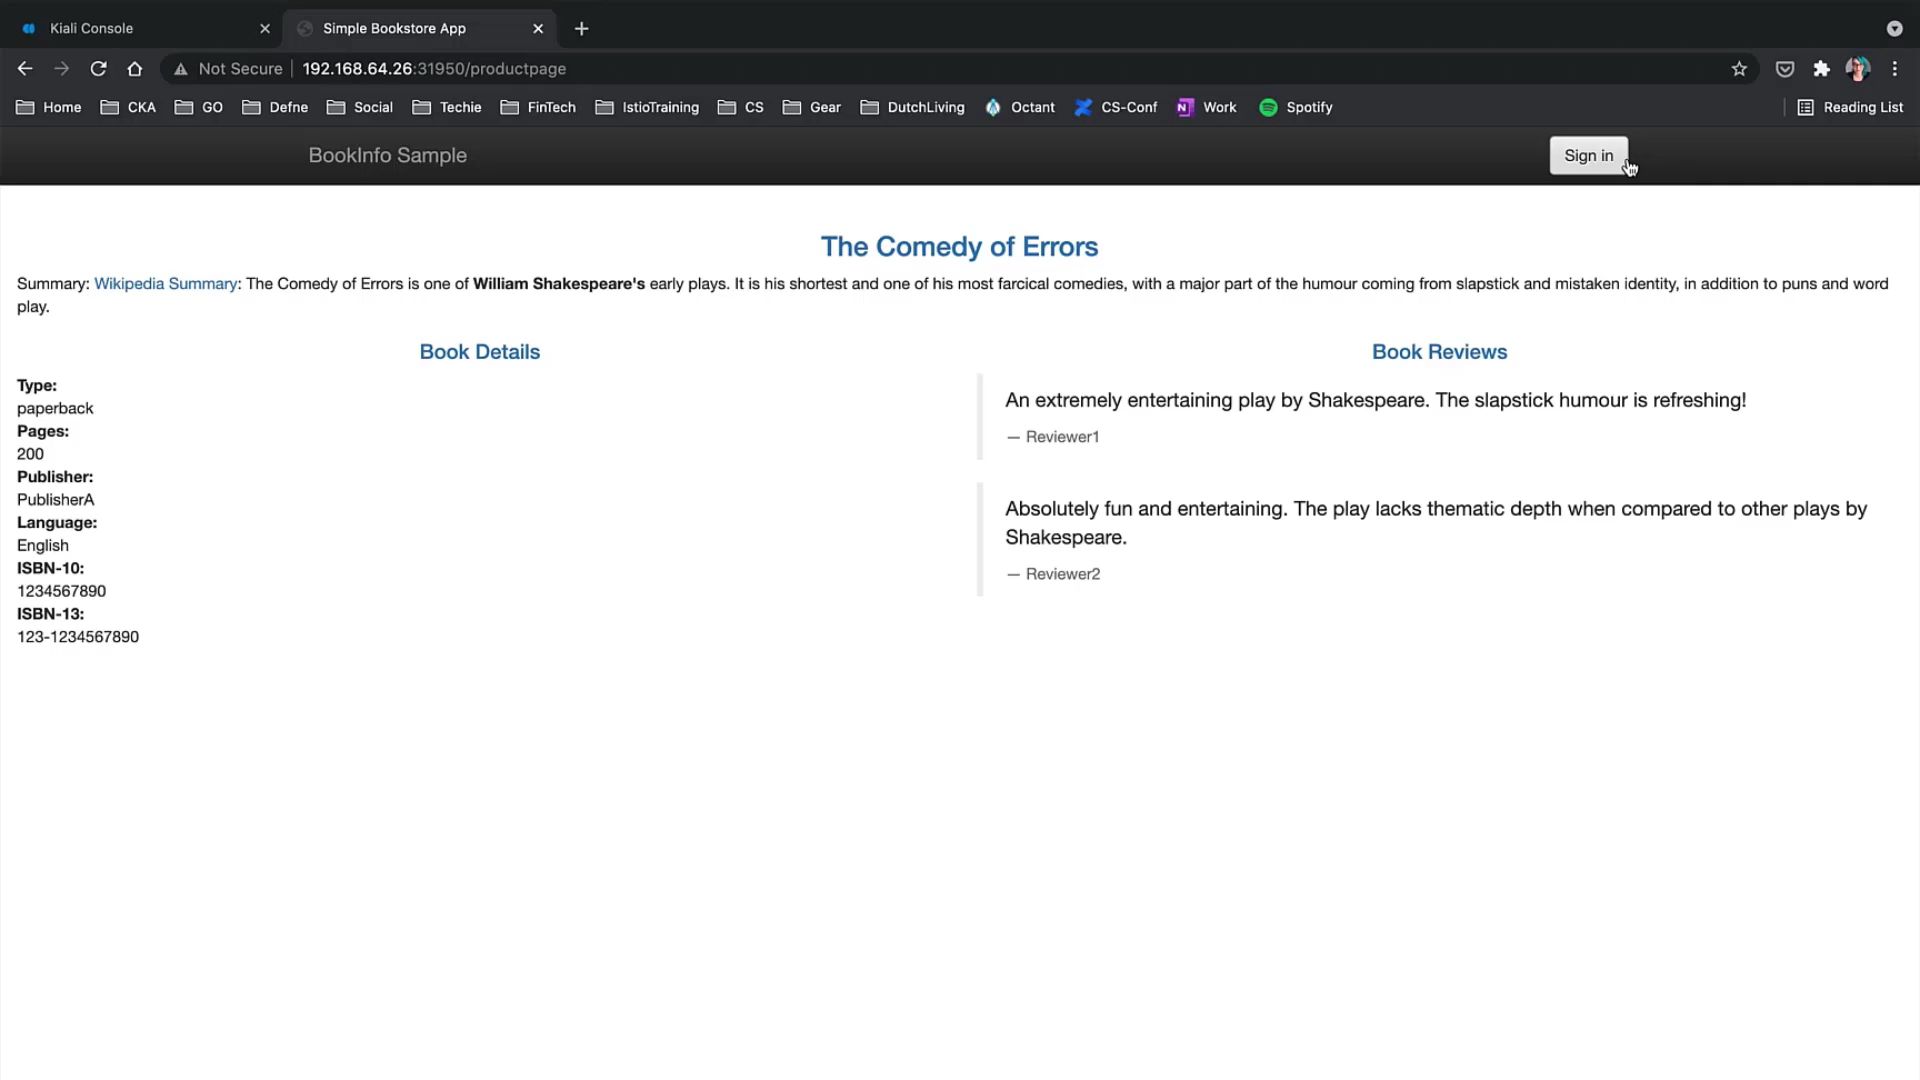 Kiali Console
Simple Bookstore App
Not Secure 192.168.64.26:31950/productpage
Home CKA GO Defne Social Techie FinTech IstioTraining CS Gear DutchLiving Octant CS-Conf Work Spotify Reading List
BookInfo Sample
Sign in
The Comedy of Errors
Summary: Wikipedia Summary: The Comedy of Errors is one of William Shakespeare's early plays. It is his shortest and one of his most farcical comedies, with a major part of the humour coming from slapstick and mistaken identity, in addition to puns and word
play.
Book Details
Type:
paperback
Pages:
200
Publisher:
PublisherA
Language:
English
ISBN-10:
1234567890
ISBN-13:
123-1234567890
Book Reviews
An extremely entertaining play by Shakespeare. The slapstick humour is refreshing!
— Reviewer1
Absolutely fun and entertaining. The play lacks thematic depth when compared to other plays by
Shakespeare.
— Reviewer2